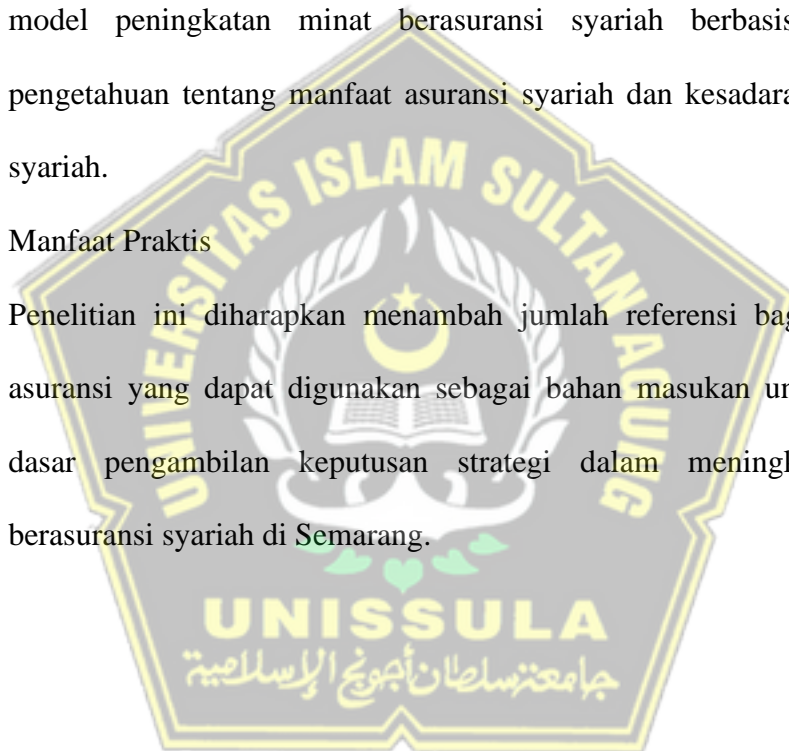 model peningkatan minat berasuransi syariah berbasis
pengetahuan tentang manfaat asuransi syariah dan kesadara
syariah.
Manfaat Praktis
Penelitian ini diharapkan menambah jumlah referensi bag
asuransi yang dapat digunakan sebagai bahan masukan un
dasar pengambilan keputusan strategi dalam mening
berasuransi syariah di Semarang.
UNIVERSITAS ISLAM SULTAN AGUNG
UNISSULA
جامعة سلطان أجونج الإسلامية